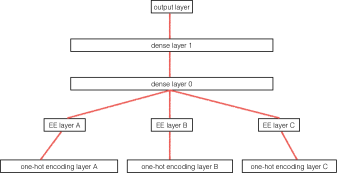 output layer
dense layer 1
dense layer 0
EE layer A
EE layer B
EE layer C
one-hot encoding layer A
one-hot encoding layer B
one-hot encoding layer C